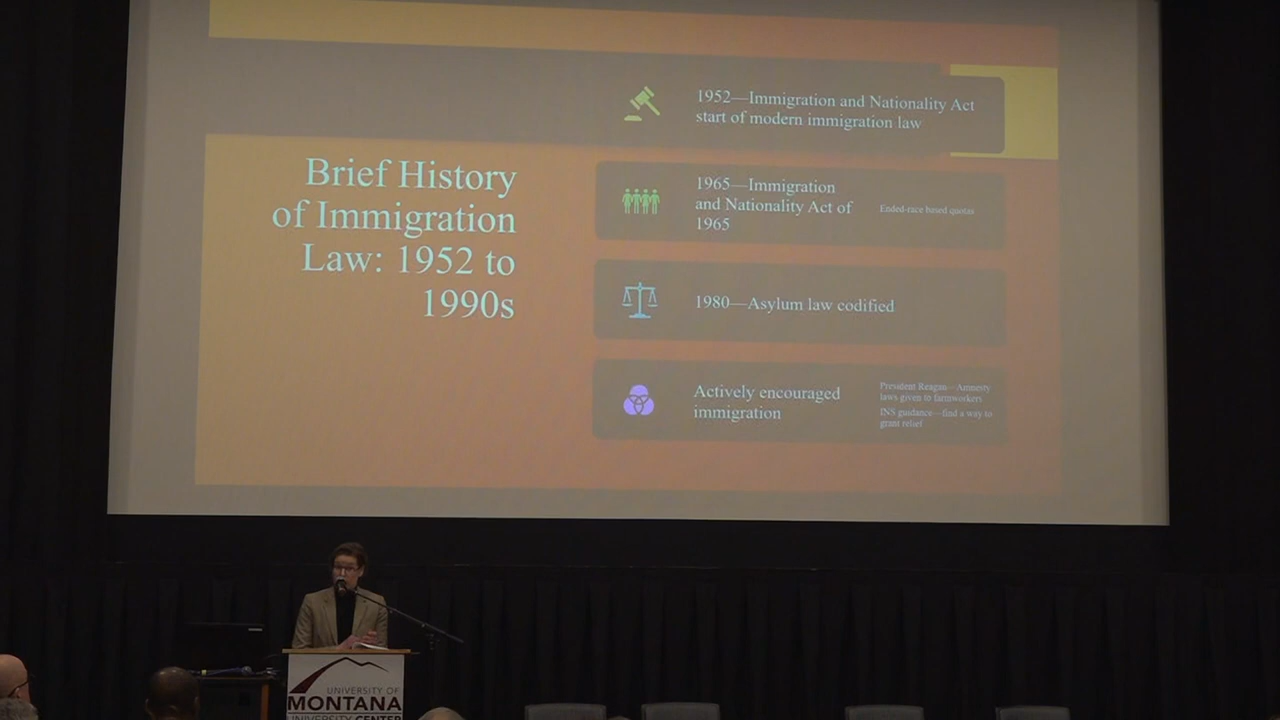 Brief History
of Immigration
Law: 1952 to
1990s
1952—Immigration and Nationality Act
start of modern immigration law
1965—Immigration
and Nationality Act of
1965
Ended-race based quotas
1980—Asylum law codified
Actively encouraged
immigration
President Reagan—Amnesty
laws given to farmworkers
INS guidance—find a way to
grant relief
UNIVERSITY OF
MONTANA
UNIVERSITY CENTER